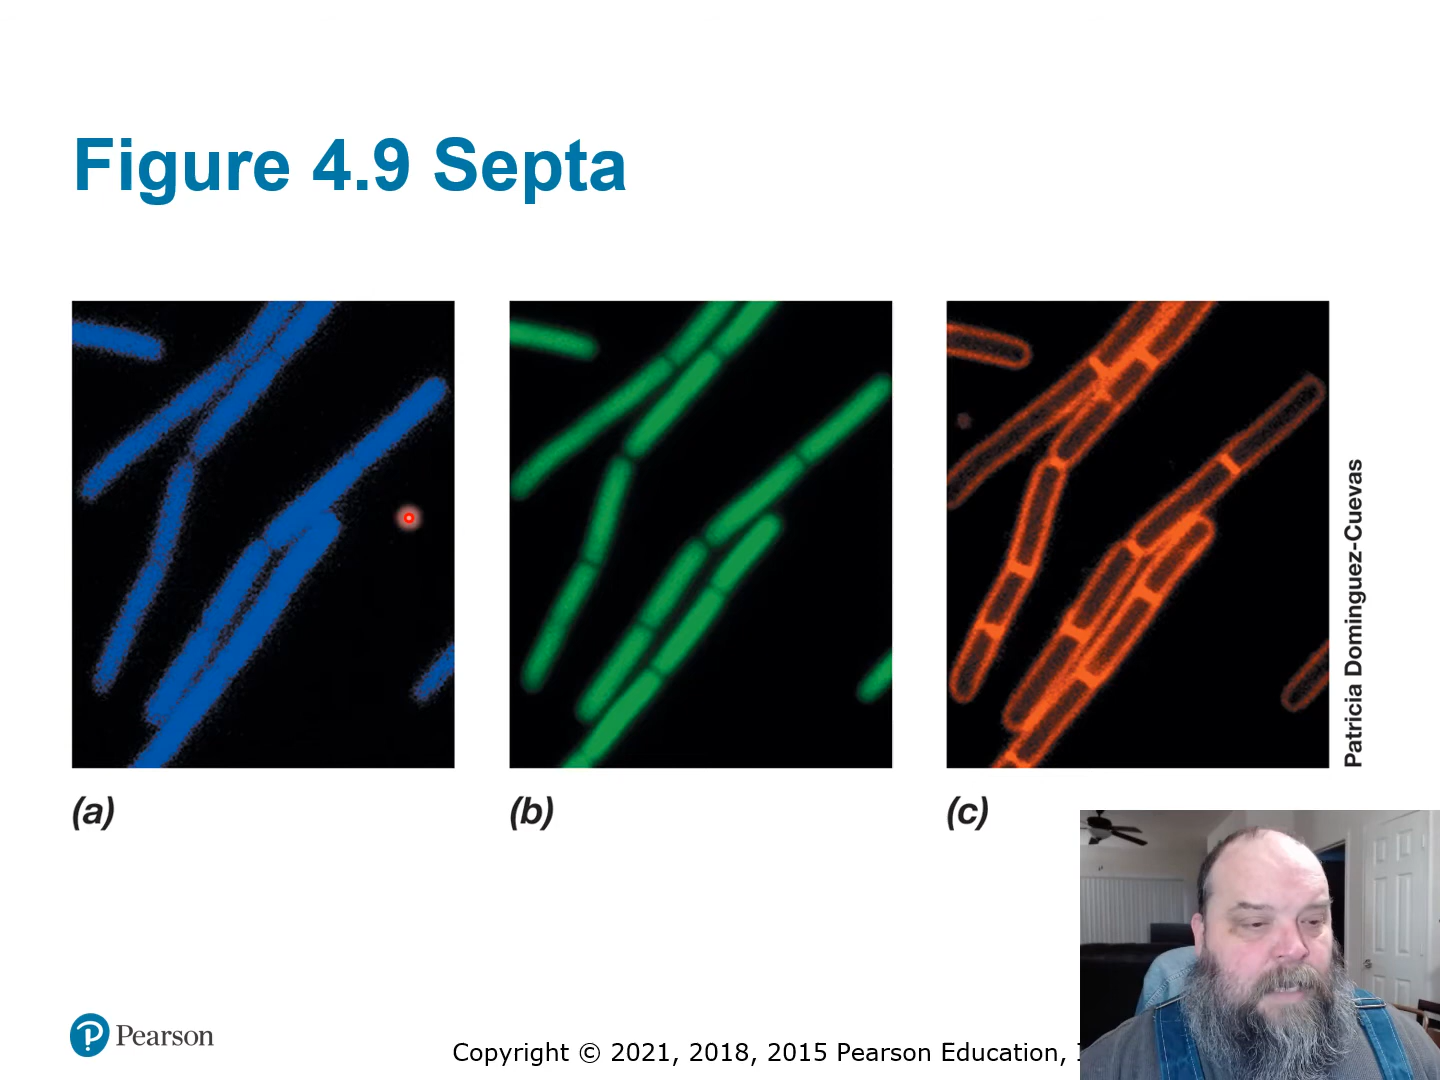 Figure 4.9 Septa
Patricia Dominguez-Cuevas
(a)
(b)
(c)
Pearson
Copyright © 2021, 2018, 2015 Pearson Education,